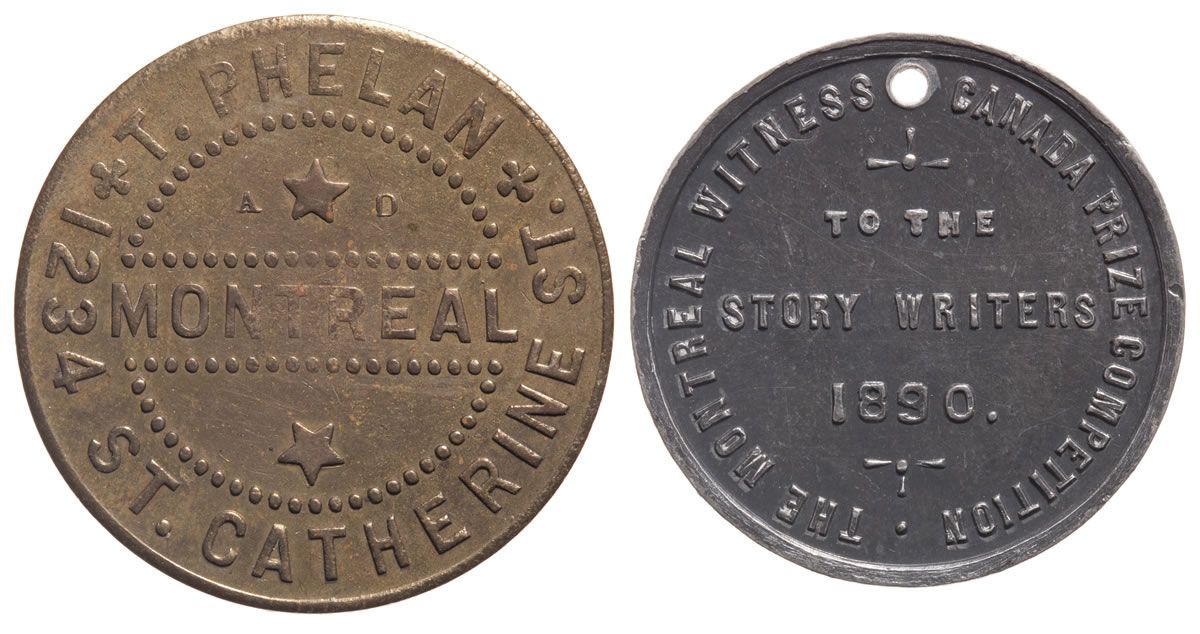 T. PHELAN
1234 ST. CATHERINE ST.
A D
MONTREAL
THE MONTREAL WITNESS CANADA PRIZE COMPETITION
TO THE
STORY WRITERS
1890.